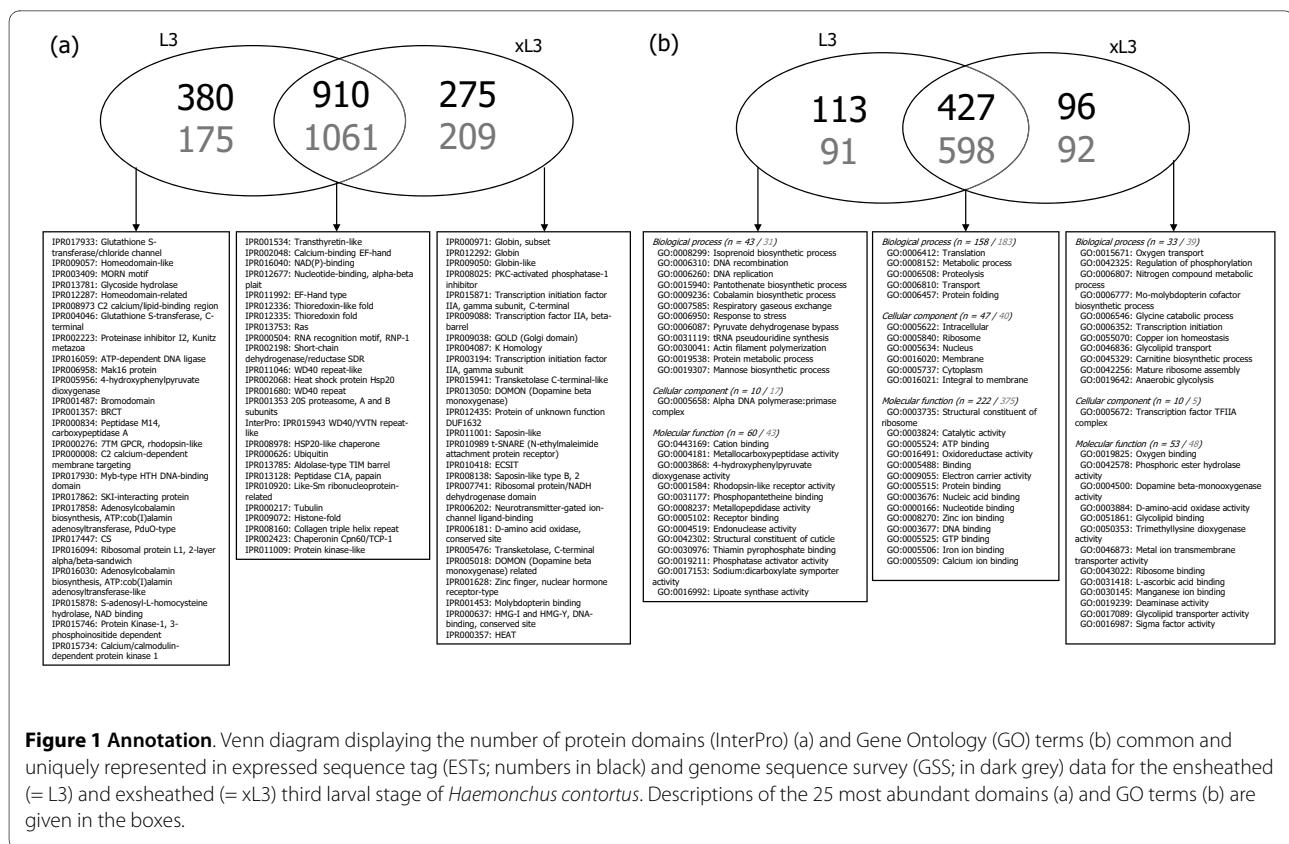 (a)
L3
xL3
380
910
275
175
1061
209
IPR017933: Glutathione S-
transferase/chloride channel
IPR009057: Homeodomain-like
IPR003409: MORN motif
IPR013781: Glycoside hydrolase
IPR012287: Homeodomain-related
IPR008973 C2 calcium/lipid-binding region
IPR004046: Glutathione S-transferase, C-
terminal
IPR002223: Proteinase inhibitor I2, Kunitz
metazoa
IPR016059: ATP-dependent DNA ligase
IPR006958: Mak16 protein
IPR005956: 4-hydroxyphenylpyruvate
dioxygenase
IPR001487: Bromodomain
IPR001357: BRCT
IPR000834: Peptidase M14,
carboxypeptidase A
IPR000276: 7TM GPCR, rhodopsin-like
IPR000008: C2 calcium-dependent
membrane targeting
IPR017930: Myb-type HTH DNA-binding
domain
IPR017862: SKI-interacting protein
IPR017858: Adenosylcobalamin
biosynthesis, ATP:cob(I)alamin
adenosyltransferase, PduO-type
IPR017447: CS
IPR016094: Ribosomal protein L1, 2-layer
alpha/beta-sandwich
IPR016030: Adenosylcobalamin
biosynthesis, ATP:cob(I)alamin
adenosyltransferase-like
IPR015878: S-adenosyl-L-homocysteine
hydrolase, NAD binding
IPR015746: Protein Kinase-1, 3-
phosphoinositide dependent
IPR015734: Calcium/calmodulin-
dependent protein kinase 1
IPR001534: Transthyretin-like
IPR002048: Calcium-binding EF-hand
IPR016040: NAD(P)-binding
IPR012677: Nucleotide-binding, alpha-beta
plait
IPR011992: EF-Hand type
IPR012336: Thioredoxin-like fold
IPR012335: Thioredoxin fold
IPR013753: Ras
IPR000504: RNA recognition motif, RNP-1
IPR002198: Short-chain
dehydrogenase/reductase SDR
IPR011046: WD40 repeat-like
IPR002068: Heat shock protein Hsp20
IPR001680: WD40 repeat
IPR001353 20S proteasome, A and B
subunits
InterPro: IPR015943 WD40/YVTN repeat-
like
IPR008978: HSP20-like chaperone
IPR000626: Ubiquitin
IPR013785: Aldolase-type TIM barrel
IPR013128: Peptidase C1A, papain
IPR010920: Like-Sm ribonucleoprotein-
related
IPR000217: Tubulin
IPR009072: Histone-fold
IPR008160: Collagen triple helix repeat
IPR002423: Chaperonin Cpn60/TCP-1
IPR011009: Protein kinase-like
IPR000971: Globin, subset
IPR012292: Globin
IPR009050: Globin-like
IPR008025: PKC-activated phosphatase-1
inhibitor
IPR015871: Transcription initiation factor
IIA, gamma subunit, C-terminal
IPR009088: Transcription factor IIA, beta-
barrel
IPR009038: GOLD (Golgi domain)
IPR004087: K Homology
IPR003194: Transcription initiation factor
IIA, gamma subunit
IPR015941: Transketolase C-terminal-like
IPR013050: DOMON (Dopamine beta
monoxygenase)
IPR012435: Protein of unknown function
DUF1632
IPR011001: Saposin-like
IPR010989 t-SNARE (N-ethylmaleimide
attachment protein receptor)
IPR010418: ECSIT
IPR008138: Saposin-like type B, 2
IPR007741: Ribosomal protein/NADH
dehydrogenase domain
IPR006202: Neurotransmitter-gated ion-
channel ligand-binding
IPR006181: D-amino acid oxidase,
conserved site
IPR005476: Transketolase, C-terminal
IPR005018: DOMON (Dopamine beta
monoxygenase) related
IPR001628: Zinc finger, nuclear hormone
receptor-type
IPR001453: Molybdopterin binding
IPR000637: HMG-I and HMG-Y, DNA-
binding, conserved site
IPR000357: HEAT
(b)
L3
xL3
113
427
96
91
598
92
Biological process (n = 43 / 31)
GO:0008299: Isoprenoid biosynthetic process
GO:0006310: DNA recombination
GO:0006260: DNA replication
GO:0015940: Pantothenate biosynthetic process
GO:0009236: Cobalamin biosynthetic process
GO:0007585: Respiratory gaseous exchange
GO:0006950: Response to stress
GO:0006087: Pyruvate dehydrogenase bypass
GO:0031119: tRNA pseudouridine synthesis
GO:0030041: Actin filament polymerization
GO:0019538: Protein metabolic process
GO:0019307: Mannose biosynthetic process
Cellular component (n = 10 / 17)
GO:0005658: Alpha DNA polymerase:primase
complex
Molecular function (n = 60 / 43)
GO:0443169: Cation binding
GO:0004181: Metallocarboxypeptidase activity
GO:0003868: 4-hydroxyphenylpyruvate
dioxygenase activity
GO:0001584: Rhodopsin-like receptor activity
GO:0031177: Phosphopantetheine binding
GO:0008237: Metallopepdidase activity
GO:0005102: Receptor binding
GO:0004519: Endonuclease activity
GO:0042302: Structural constituent of cuticle
GO:0030976: Thiamin pyrophosphate binding
GO:0019211: Phosphatase activator activity
GO:0017153: Sodium:dicarboxylate symporter
activity
GO:0016992: Lipoate synthase activity
Biological process (n = 158 / 183)
GO:0006412: Translation
GO:0008152: Metabolic process
GO:0006508: Proteolysis
GO:0006810: Transport
GO:0006457: Protein folding
Cellular component (n = 47 / 40)
GO:0005622: Intracellular
GO:0005840: Ribosome
GO:0005634: Nucleus
GO:0016020: Membrane
GO:0005737: Cytoplasm
GO:0016021: Integral to membrane
Molecular function (n = 222 / 375)
GO:0003735: Structural constituent of
ribosome
GO:0003824: Catalytic activity
GO:0005524: ATP binding
GO:0016491: Oxidoreductase activity
GO:0005488: Binding
GO:0009055: Electron carrier activity
GO:0005515: Protein binding
GO:0003676: Nucleic acid binding
GO:0000166: Nucleotide binding
GO:0008270: Zinc ion binding
GO:0003677: DNA binding
GO:0005525: GTP binding
GO:0005506: Iron ion binding
GO:0005509: Calcium ion binding
Biological process (n = 33 / 39)
GO:0015671: Oxygen transport
GO:0042325: Regulation of phosphorylation
GO:0006807: Nitrogen compound metabolic
process
GO:0006777: Mo-molybdopterin cofactor
biosynthetic process
GO:0006546: Glycine catabolic process
GO:0006352: Transcription initiation
GO:0055070: Copper ion homeostasis
GO:0046836: Glycolipid transport
GO:0045329: Carnitine biosynthetic process
GO:0042256: Mature ribosome assembly
GO:0019642: Anaerobic glycolysis
Cellular component (n = 10 / 5)
GO:0005672: Transcription factor TFIIA
complex
Molecular function (n = 53 / 48)
GO:0019825: Oxygen binding
GO:0042578: Phosphoric ester hydrolase
activity
GO:0004500: Dopamine beta-monooxygenase
activity
GO:0003884: D-amino-acid oxidase activity
GO:0051861: Glycolipid binding
GO:0050353: Trimethyllysine dioxygenase
activity
GO:0046873: Metal ion transmembrane
transporter activity
GO:0043022: Ribosome binding
GO:0031418: L-ascorbic acid binding
GO:0030145: Manganese ion binding
GO:0019239: Deaminase activity
GO:0017089: Glycolipid transporter activity
GO:0016987: Sigma factor activity
Figure 1 Annotation. Venn diagram displaying the number of protein domains (InterPro) (a) and Gene Ontology (GO) terms (b) common and
uniquely represented in expressed sequence tag (ESTs; numbers in black) and genome sequence survey (GSS; in dark grey) data for the ensheathed
(= L3) and exsheathed (= xL3) third larval stage of Haemonchus contortus. Descriptions of the 25 most abundant domains (a) and GO terms (b) are
given in the boxes.